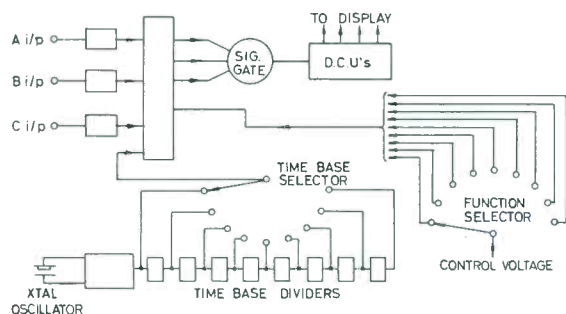 TO DISPLAY
A i/p
SIG.
GATE
D.C.U's
B i/p
C i/p
TIME BASE
SELECTOR
FUNCTION
SELECTOR
CONTROL VOLTAGE
XTAL
OSCILLATOR
TIME BASE DIVIDERS